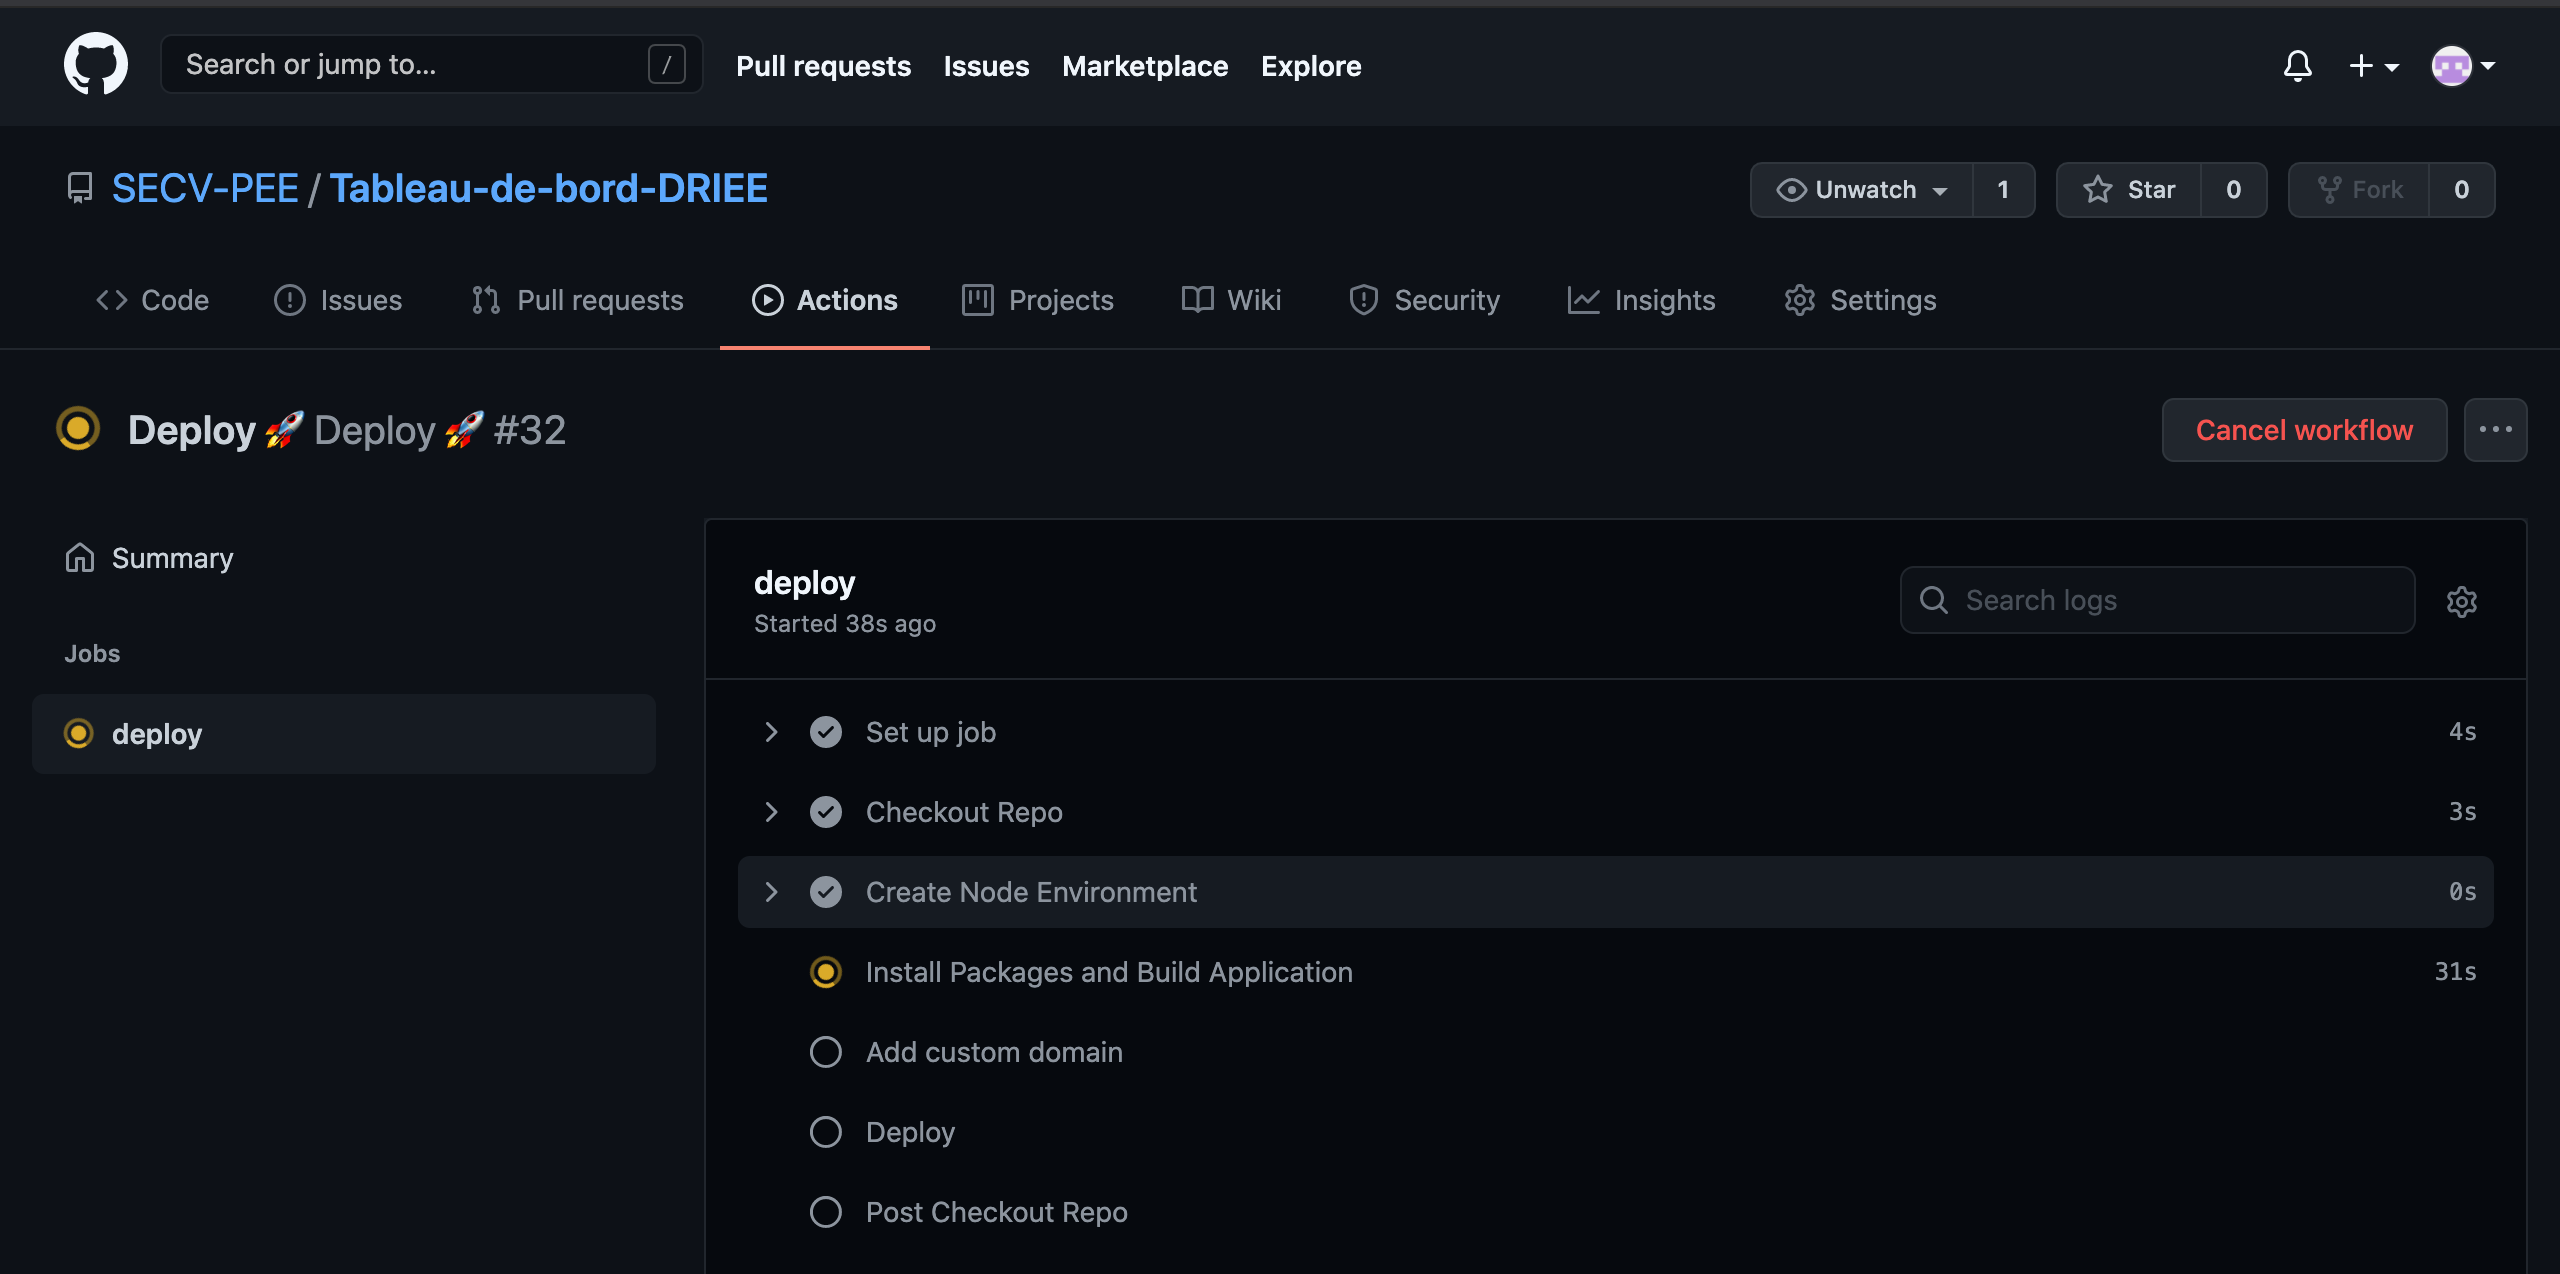 Search or jump to... / Pull requests Issues Marketplace Explore
SECV-PEE / Tableau-de-bord-DRIEE Unwatch 1 Star 0 Fork 0
Code Issues Pull requests Actions Projects Wiki Security Insights Settings
Deploy 🚀 Deploy 🚀 #32 Cancel workflow
Summary
Jobs
deploy
deploy
Started 38s ago
Search logs
Set up job 4s
Checkout Repo 3s
Create Node Environment 0s
Install Packages and Build Application 31s
Add custom domain
Deploy
Post Checkout Repo